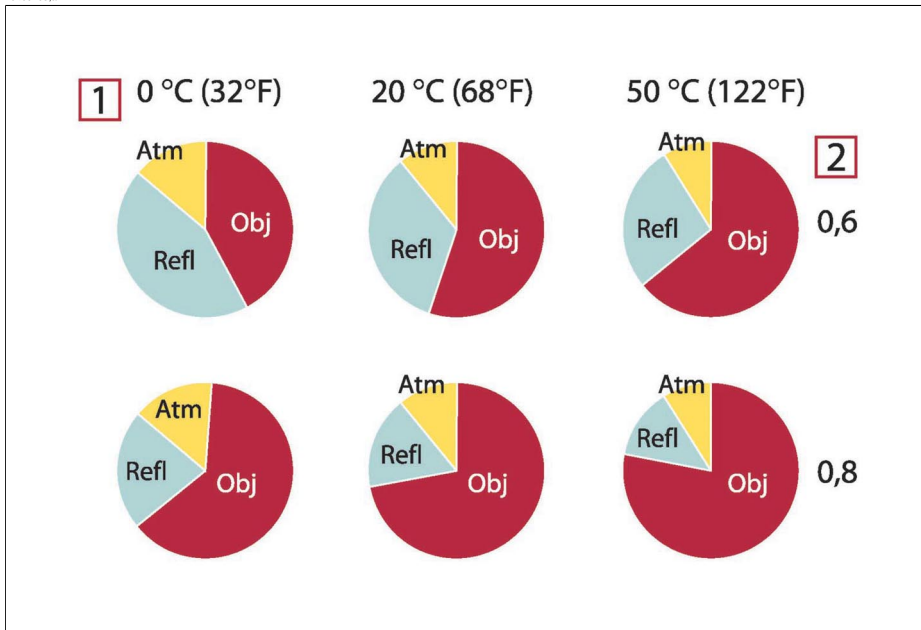 1 0 °C (32°F) 20 °C (68°F) 50 °C (122°F)
2
Atm Atm Atm
Obj Obj Obj 0,6
Refl Refl Refl
Atm Atm Atm
Refl Refl Refl
Obj Obj Obj 0,8